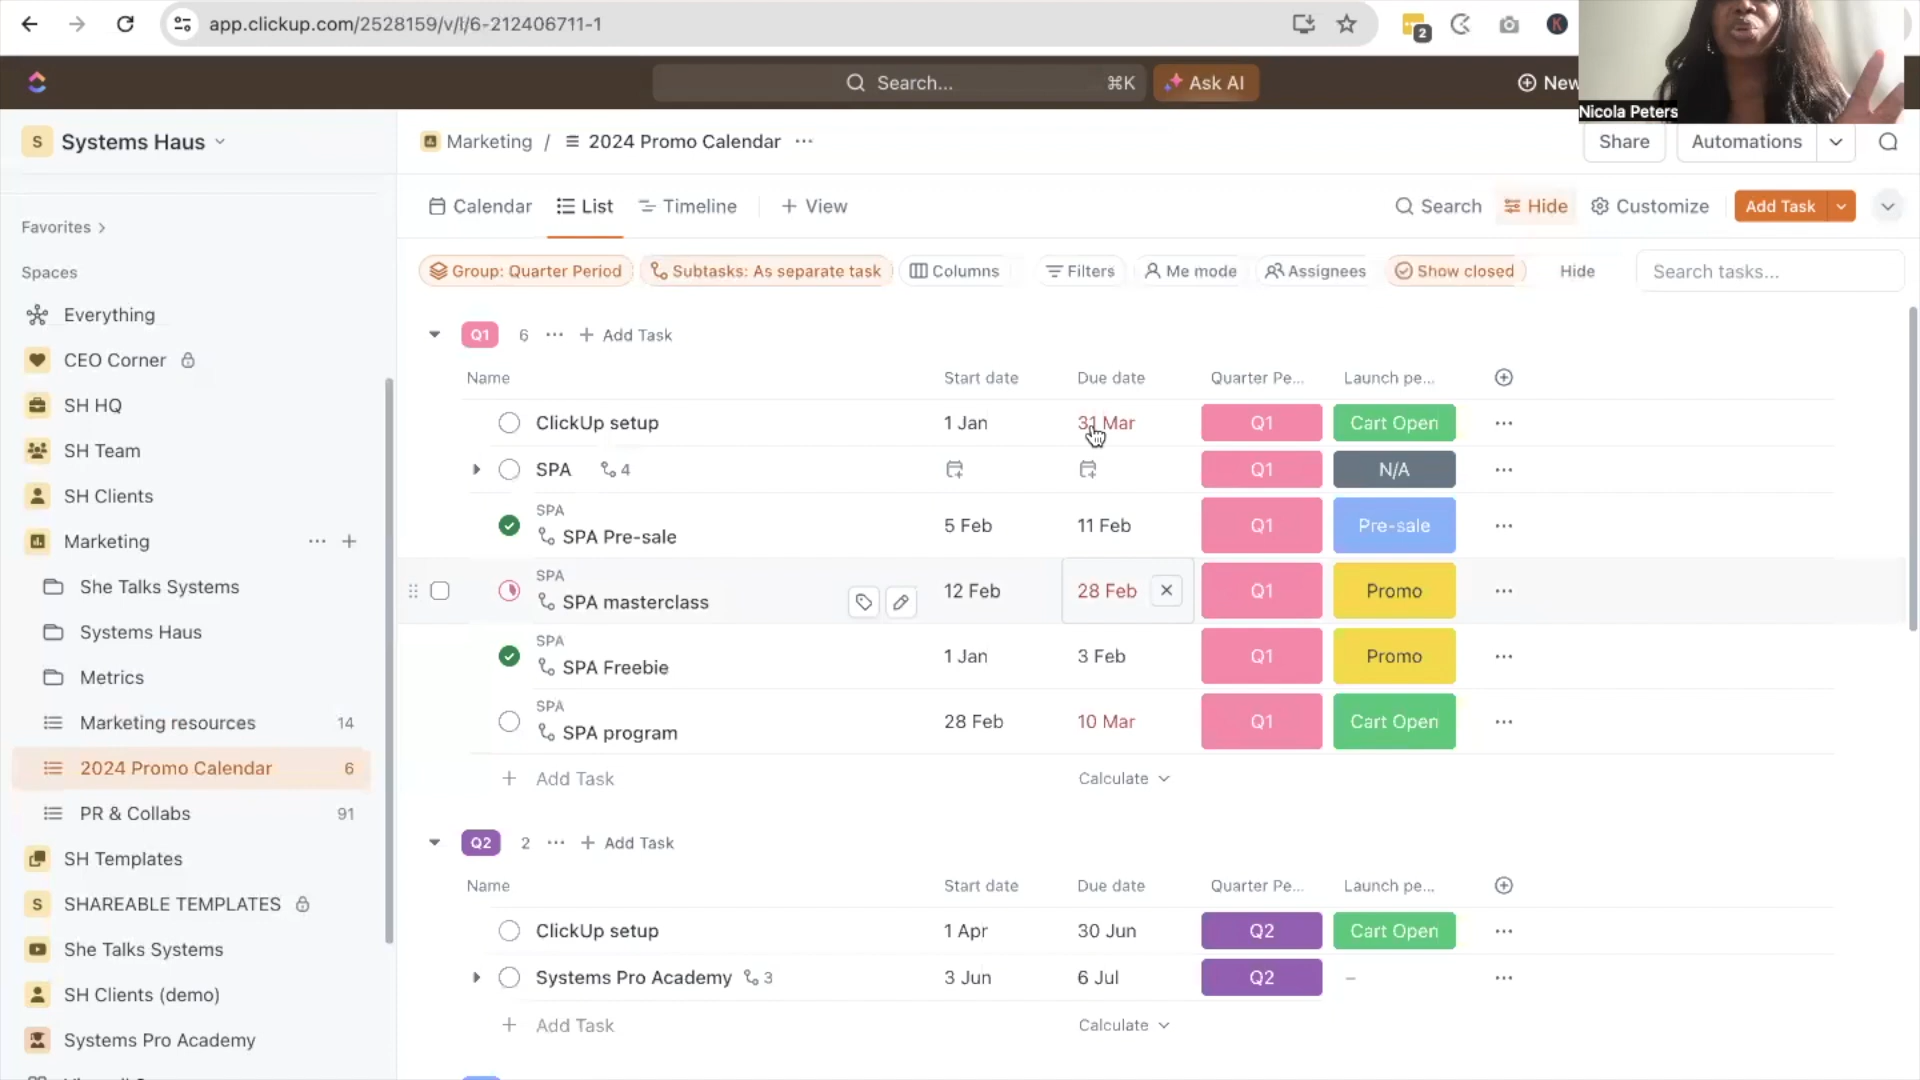 app.clickup.com/2528159/v/l/6-212406711-1
2
K
Search...
⌘K
Ask AI
New
Nicola Peters
S
Systems Haus
Marketing / 2024 Promo Calendar ...
Share
Automations
Calendar
List
Timeline
+ View
Search
Hide
Customize
Add Task
Group: Quarter Period
Subtasks: As separate task
Columns
Filters
Me mode
Assignees
Show closed
Hide
Search tasks...
Favorites
Spaces
Everything
CEO Corner
SH HQ
SH Team
SH Clients
Marketing
She Talks Systems
Systems Haus
Metrics
Marketing resources 14
2024 Promo Calendar 6
PR & Collabs 91
SH Templates
S SHAREABLE TEMPLATES
She Talks Systems
SH Clients (demo)
Systems Pro Academy
Q1 6 ... + Add Task
Name Start date Due date Quarter Pe... Launch pe...
ClickUp setup 1 Jan 31 Mar Q1 Cart Open
SPA 4 Q1 N/A
SPA
SPA Pre-sale 5 Feb 11 Feb Q1 Pre-sale
SPA
SPA masterclass 12 Feb 28 Feb Q1 Promo
SPA
SPA Freebie 1 Jan 3 Feb Q1 Promo
SPA
SPA program 28 Feb 10 Mar Q1 Cart Open
+ Add Task Calculate
Q2 2 ... + Add Task
Name Start date Due date Quarter Pe... Launch pe...
ClickUp setup 1 Apr 30 Jun Q2 Cart Open
Systems Pro Academy 3 3 Jun 6 Jul Q2 –
+ Add Task Calculate